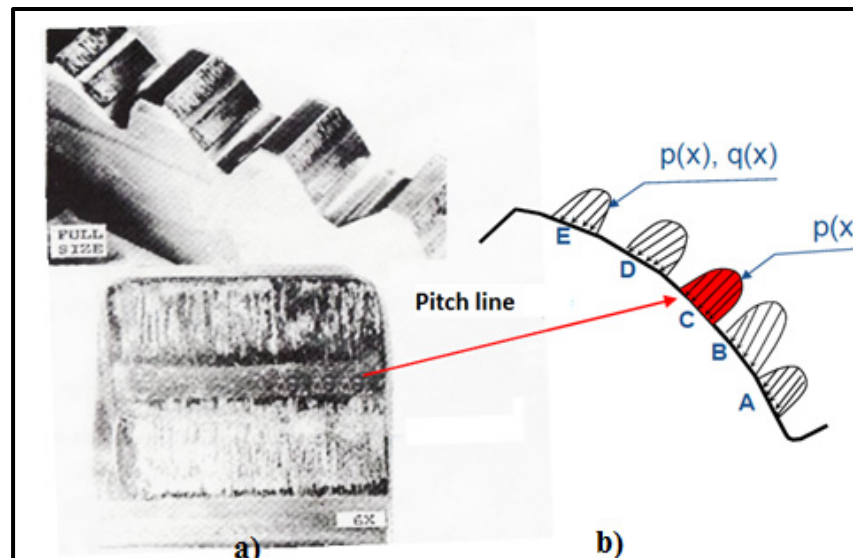 FULL
SIZE
6X
a)
Pitch line
p(x), q(x)
p(x
E
D
C
B
A
b)